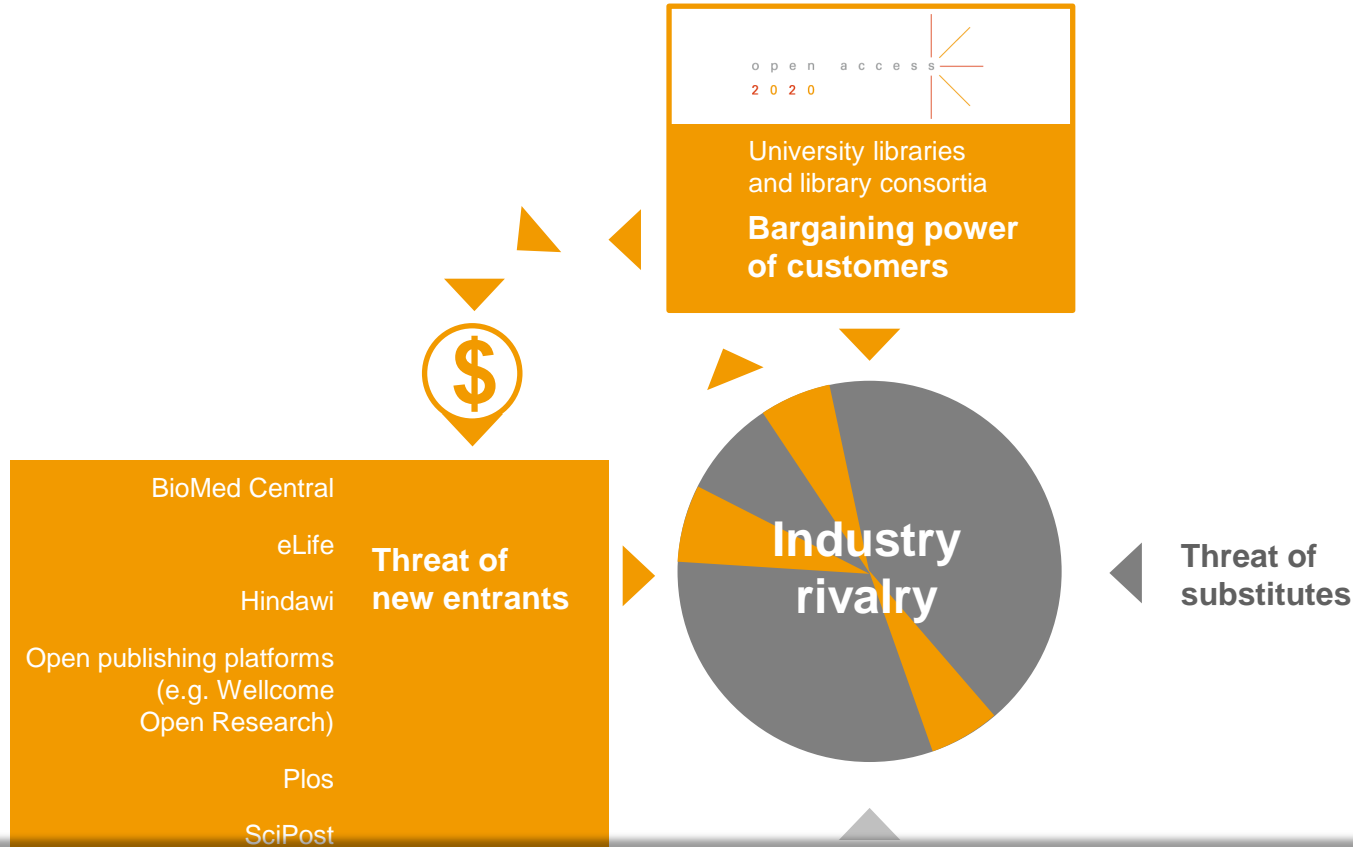 open access
2020
University libraries
and library consortia
Bargaining power
of customers
$
BioMed Central
eLife
Hindawi
Open publishing platforms
(e.g. Wellcome
Open Research)
Plos
SciPost
Threat of
new entrants
Industry
rivalry
Threat of
substitutes